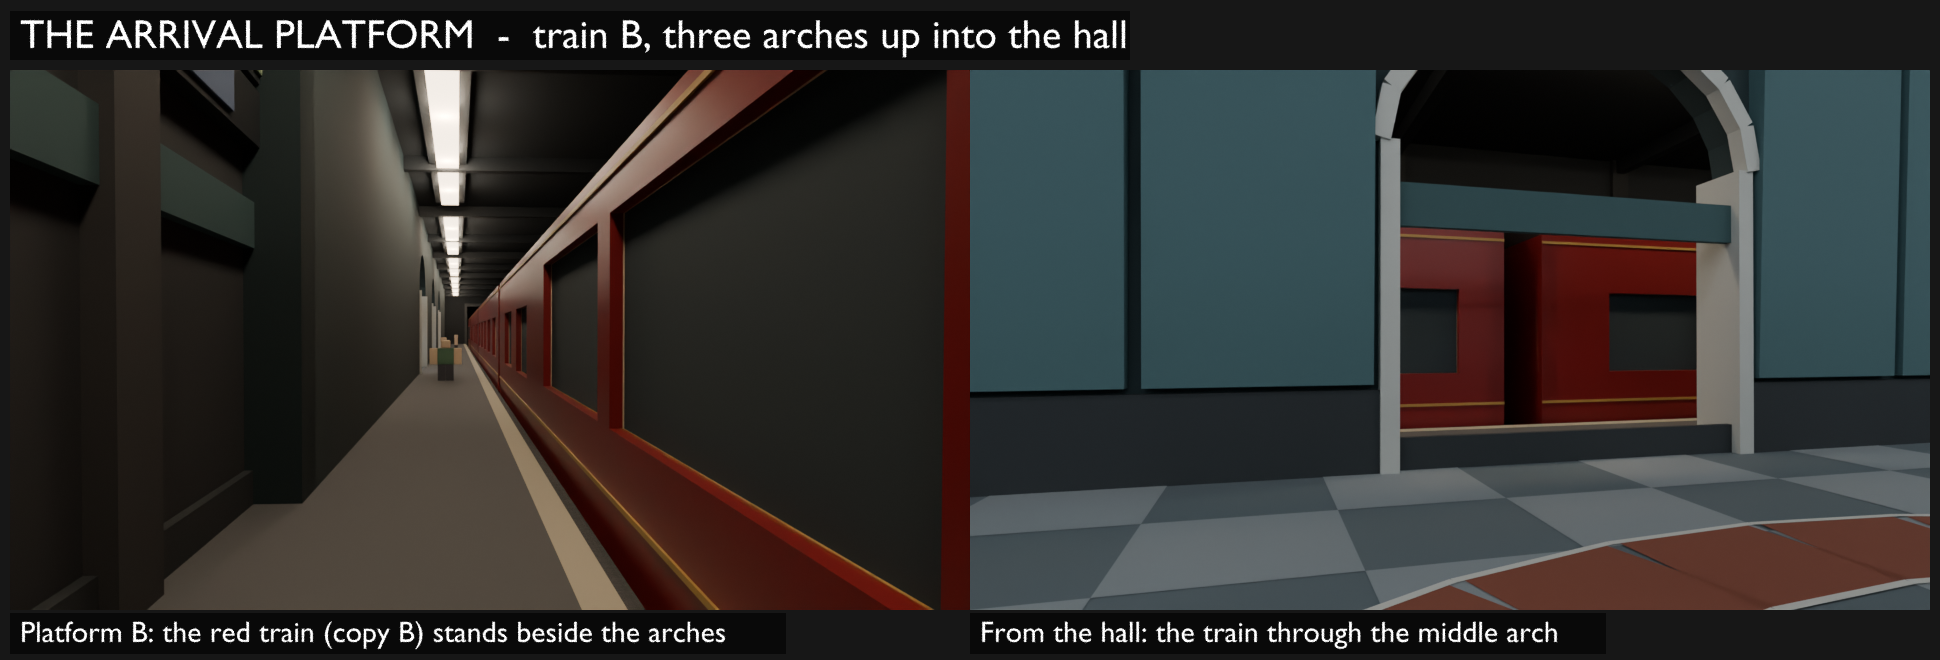 THE ARRIVAL PLATFORM - train B, three arches up into the hall
Platform B: the red train (copy B) stands beside the arches
From the hall: the train through the middle arch